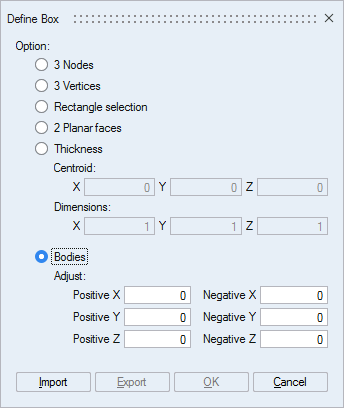 Define Box
Option:
3 Nodes
3 Vertices
Rectangle selection
2 Planar faces
Thickness
Centroid:
X 0 Y 0 Z 0
Dimensions:
X 1 Y 1 Z 1
Bodies
Adjust:
Positive X 0 Negative X 0
Positive Y 0 Negative Y 0
Positive Z 0 Negative Z 0
Import Export OK Cancel